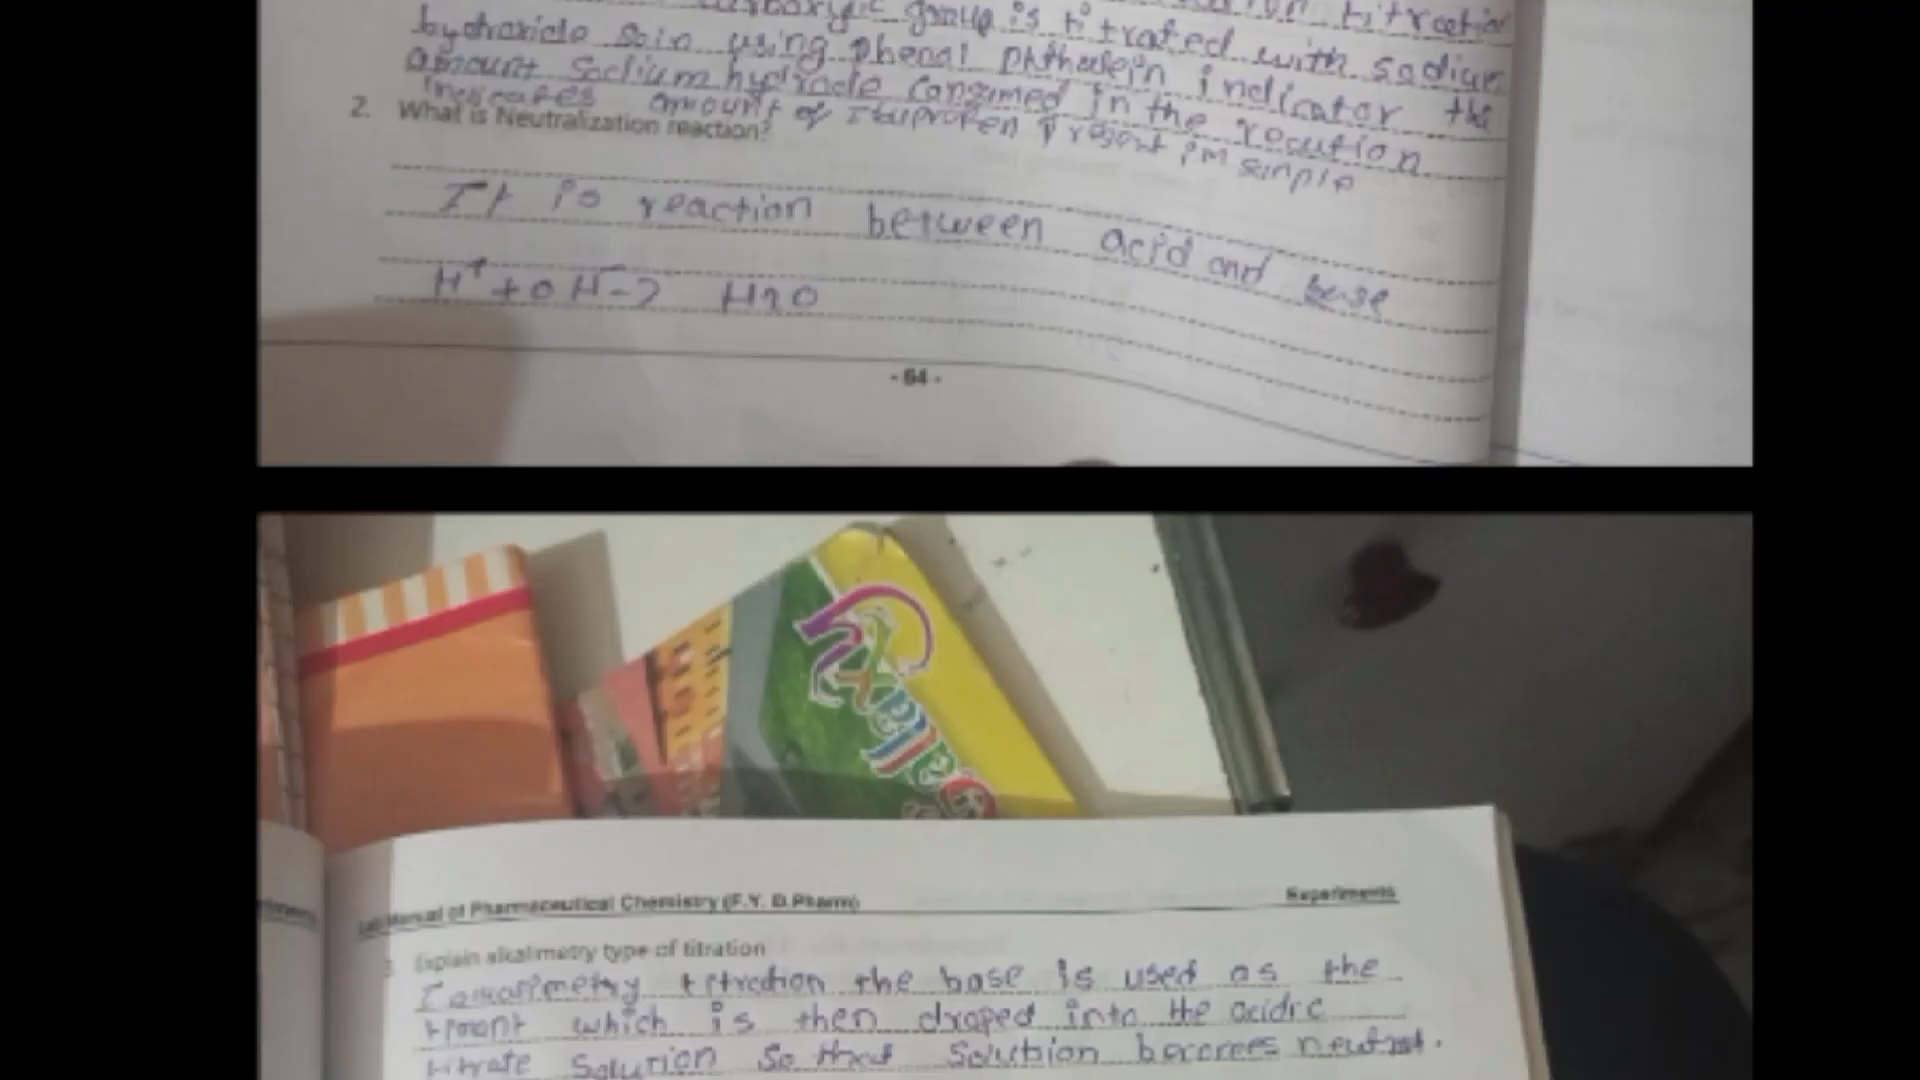 group is titrated with sodium
hydroxide soln using phenol phthalein indicator the
amount sodium hydroxide consumed in the
indicates amount of Ibuprofen present in sample
2. What is Neutralization reaction?
It is reaction between acid and base
H+ + OH- -> H2O
- 64 -
Lab Manual of Pharmaceutical Chemistry (F.Y. D.Pharm) Experiments
Explain alkalimetry type of titration
titration the base is used as the
which is then droped into the acidic
titrate solution so that solution becomes neutral.